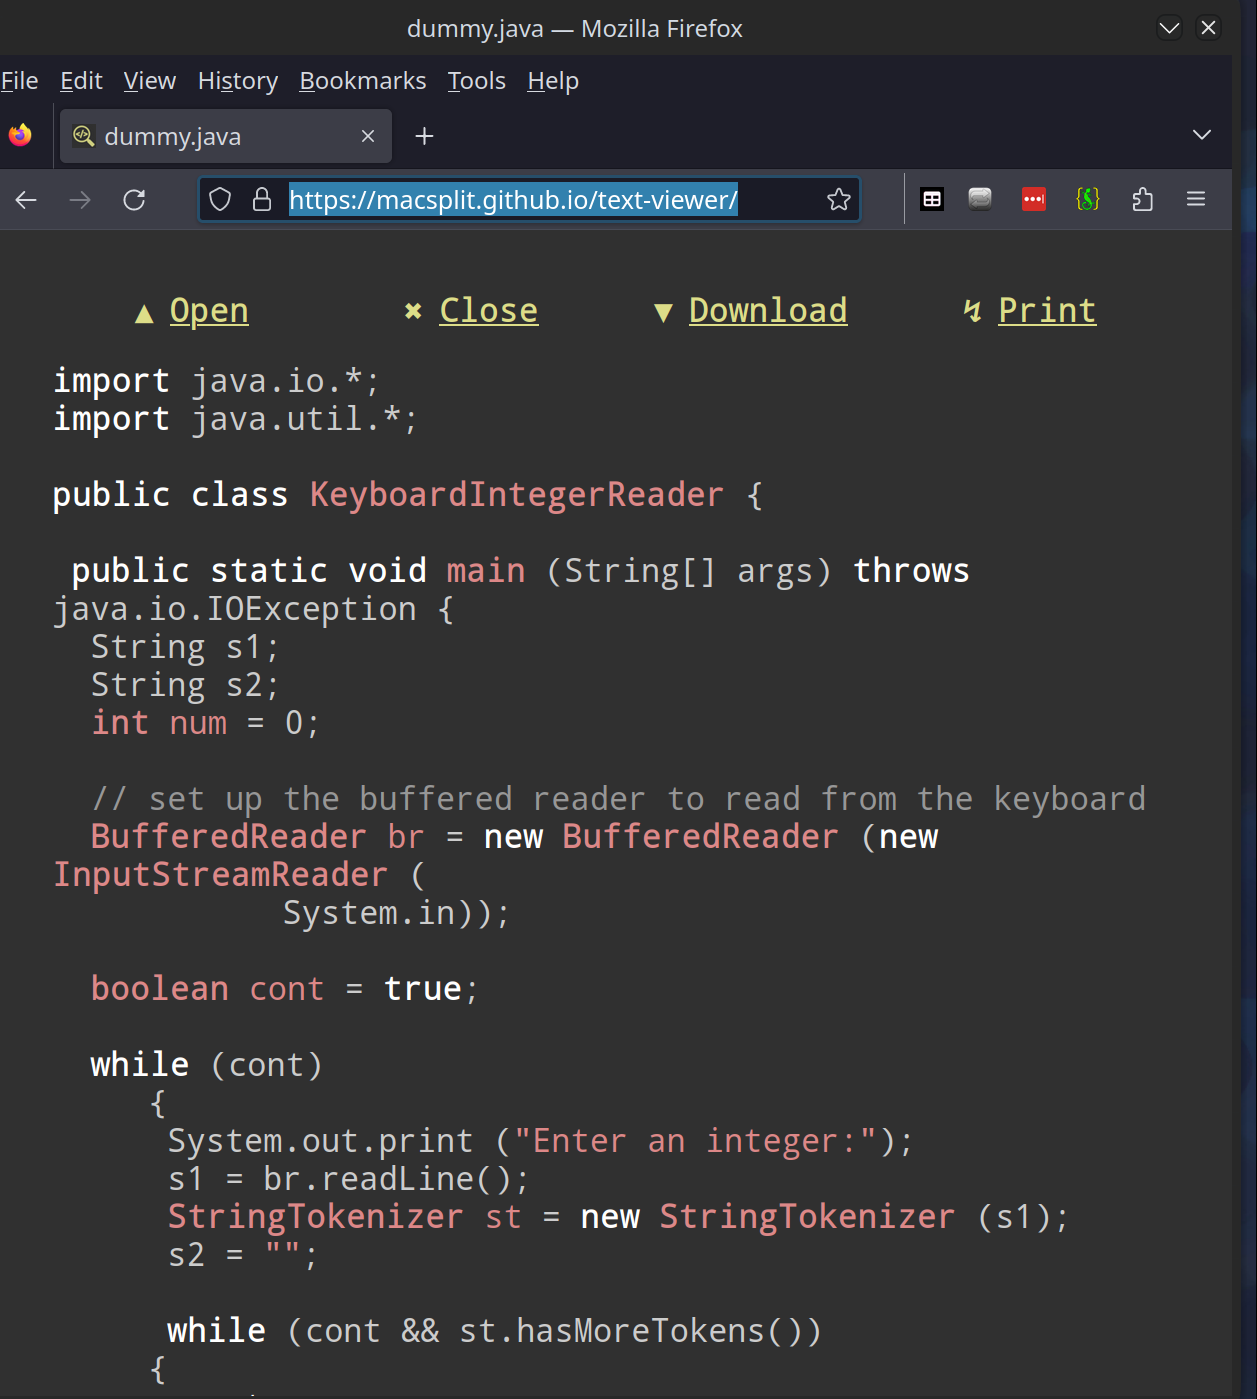 dummy.java — Mozilla Firefox
File Edit View History Bookmarks Tools Help
dummy.java
https://macsplit.github.io/text-viewer/
▲ Open ✖ Close ▼ Download ↯ Print
import java.io.*;
import java.util.*;
public class KeyboardIntegerReader {
public static void main (String[] args) throws
java.io.IOException {
String s1;
String s2;
int num = 0;
// set up the buffered reader to read from the keyboard
BufferedReader br = new BufferedReader (new
InputStreamReader (
System.in));
boolean cont = true;
while (cont)
{
System.out.print ("Enter an integer:");
s1 = br.readLine();
StringTokenizer st = new StringTokenizer (s1);
s2 = "";
while (cont && st.hasMoreTokens())
{